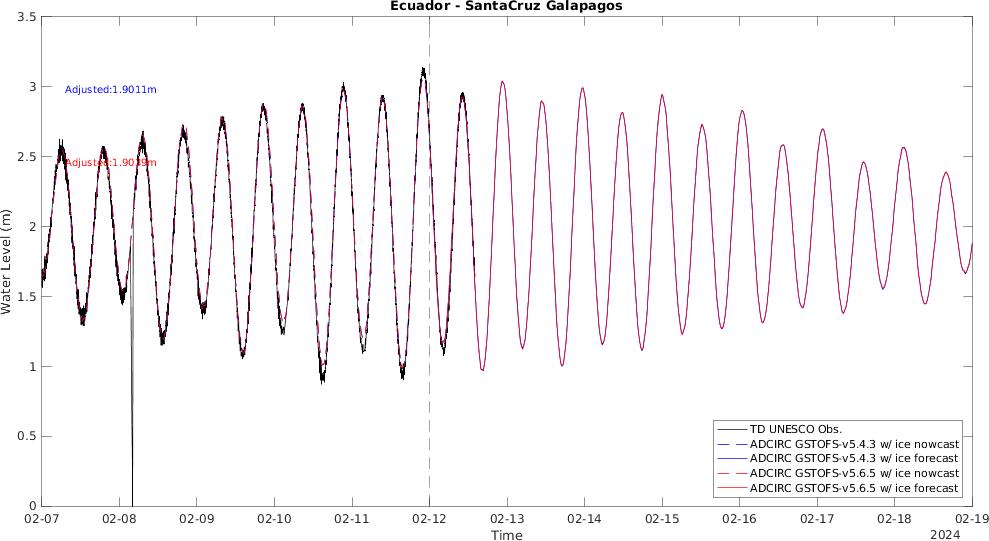 Ecuador - SantaCruz Galapagos
3.5
3
2.5
2
1.5
1
0.5
0
Water Level (m)
Adjusted:1.9011m
Adjusted:1.9039m
TD UNESCO Obs.
ADCIRC GSTOFS-v5.4.3 w/ ice nowcast
ADCIRC GSTOFS-v5.4.3 w/ ice forecast
ADCIRC GSTOFS-v5.6.5 w/ ice nowcast
ADCIRC GSTOFS-v5.6.5 w/ ice forecast
02-07 02-08 02-09 02-10 02-11 02-12 02-13 02-14 02-15 02-16 02-17 02-18 02-19
Time
2024